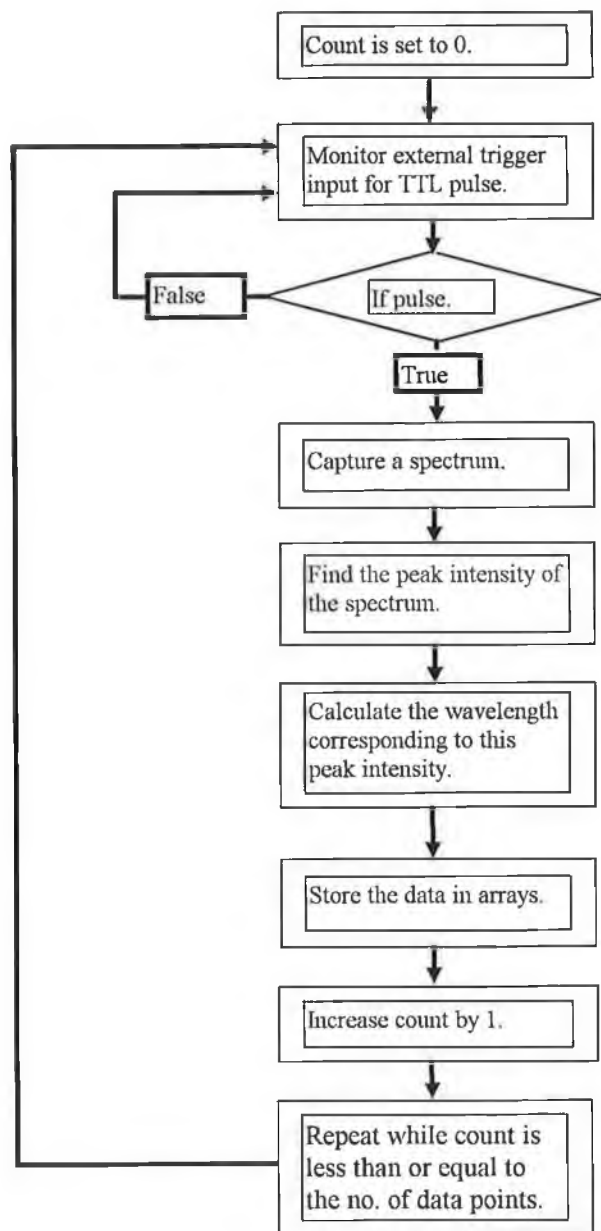 Count is set to 0.
Monitor external trigger
input for TTL pulse.
If pulse.
False
True
Capture a spectrum.
Find the peak intensity of
the spectrum.
Calculate the wavelength
corresponding to this
peak intensity.
Store the data in arrays.
Increase count by 1.
Repeat while count is
less than or equal to
the no. of data points.